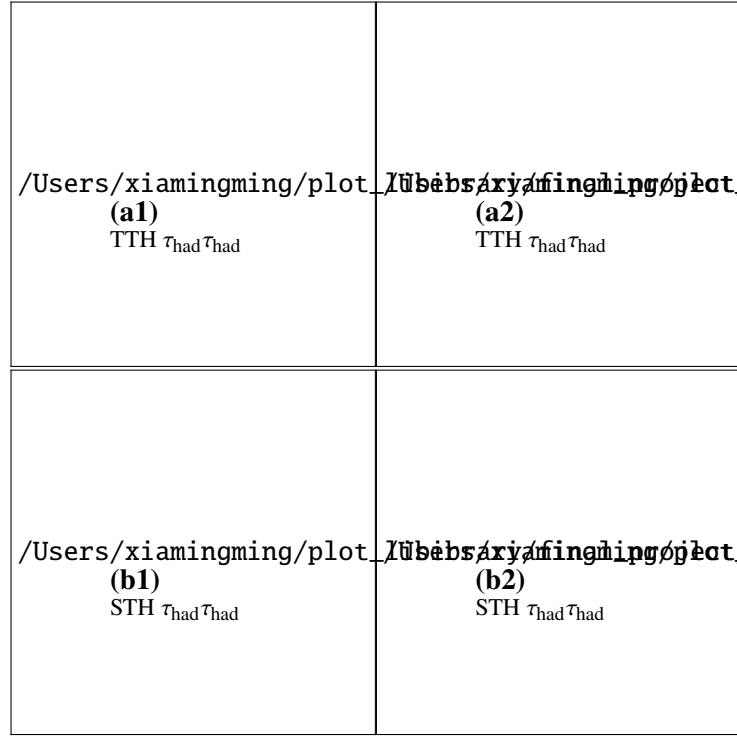 /Users/xiamingming/plot_
(a1)
TTH τhadτhad
(a2)
TTH τhadτhad
/Users/xiamingming/plot_
(b1)
STH τhadτhad
(b2)
STH τhadτhad